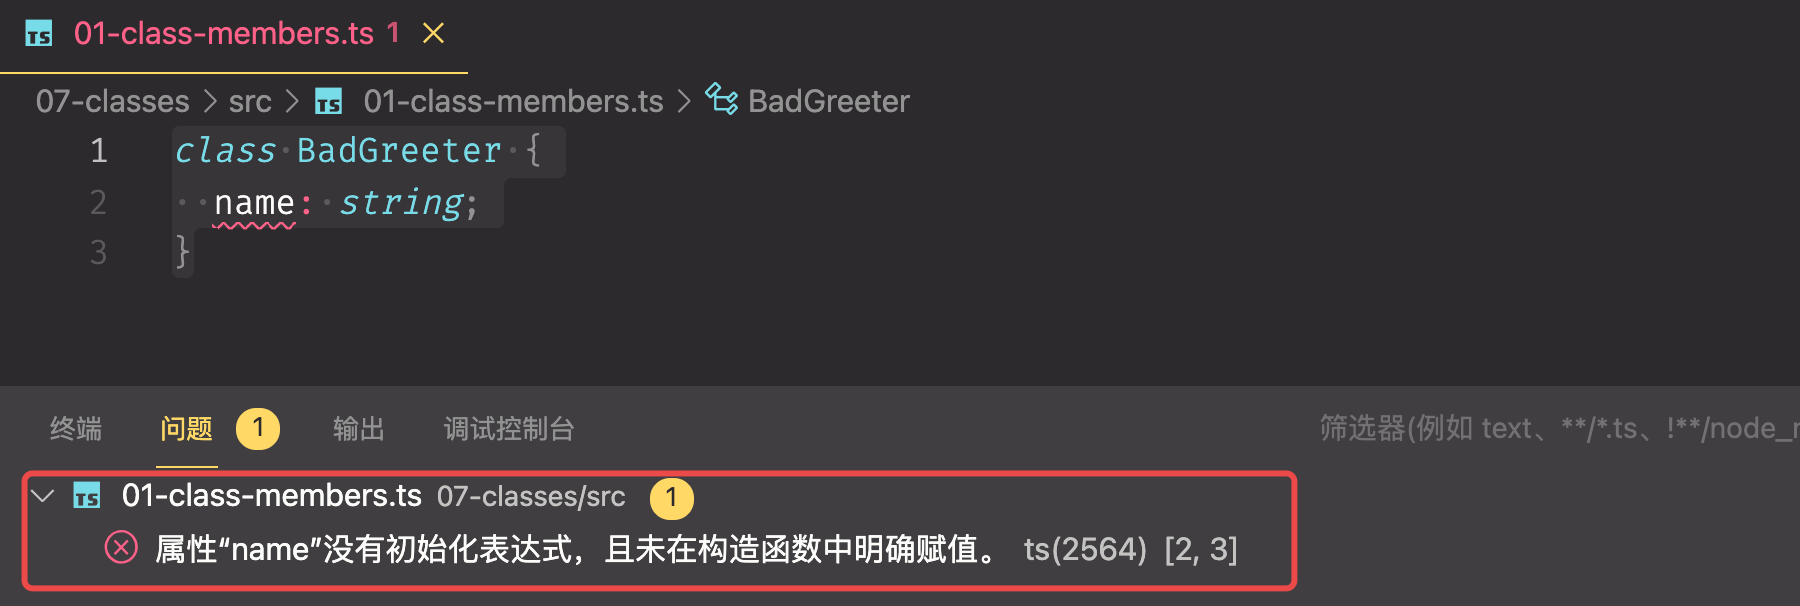 TS 01-class-members.ts 1
07-classes > src > TS 01-class-members.ts > BadGreeter
1 class BadGreeter {
2 name: string;
3 }
终端 问题 1 输出 调试控制台 筛选器(例如 text、**/*.ts、!**/node_
TS 01-class-members.ts 07-classes/src 1
属性“name”没有初始化表达式，且未在构造函数中明确赋值。 ts(2564) [2, 3]